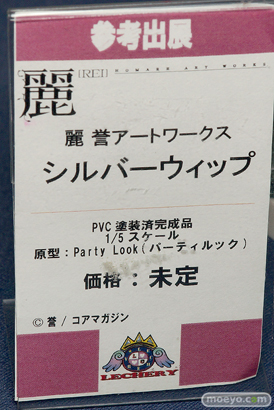 参考出展
麗 [REI] HOMARE ART WORKS
麗 誉アートワークス
シルバーウィップ
PVC 塗装済完成品
1/5スケール
原型：Party Look(パーティルック)
価格：未定
© 誉 / コアマガジン
LECHERY
moeyo.com